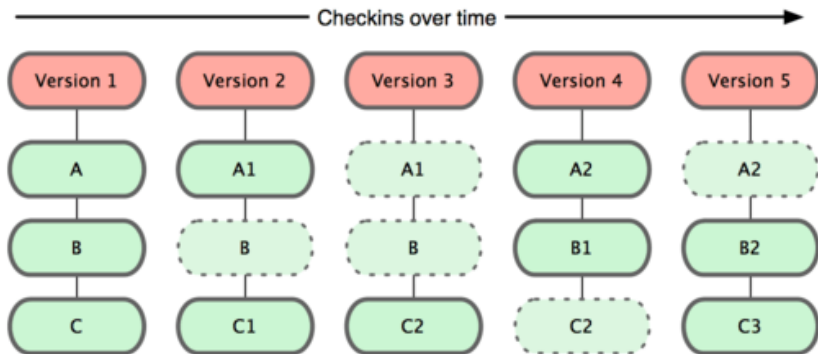 Checkins over time
Version 1 Version 2 Version 3 Version 4 Version 5
A A1 A1 A2 A2
B B B B1 B2
C C1 C2 C2 C3